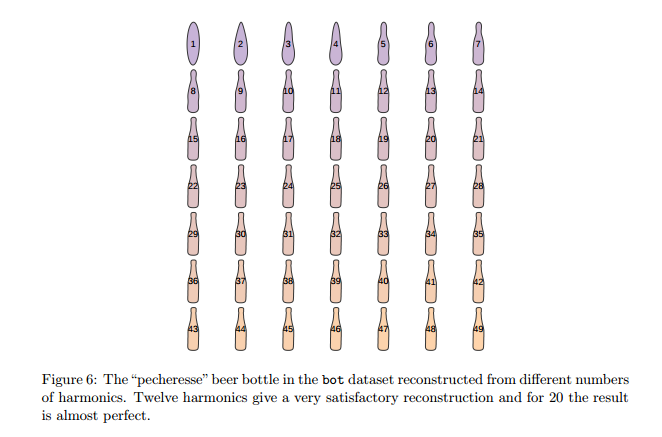 1 2 3 4 5 6 7
8 9 10 11 12 13 14
15 16 17 18 19 20 21
22 23 24 25 26 27 28
29 30 31 32 33 34 35
36 37 38 39 40 41 42
43 44 45 46 47 48 49
Figure 6: The “pecheresse” beer bottle in the bot dataset reconstructed from different numbers
of harmonics. Twelve harmonics give a very satisfactory reconstruction and for 20 the result
is almost perfect.